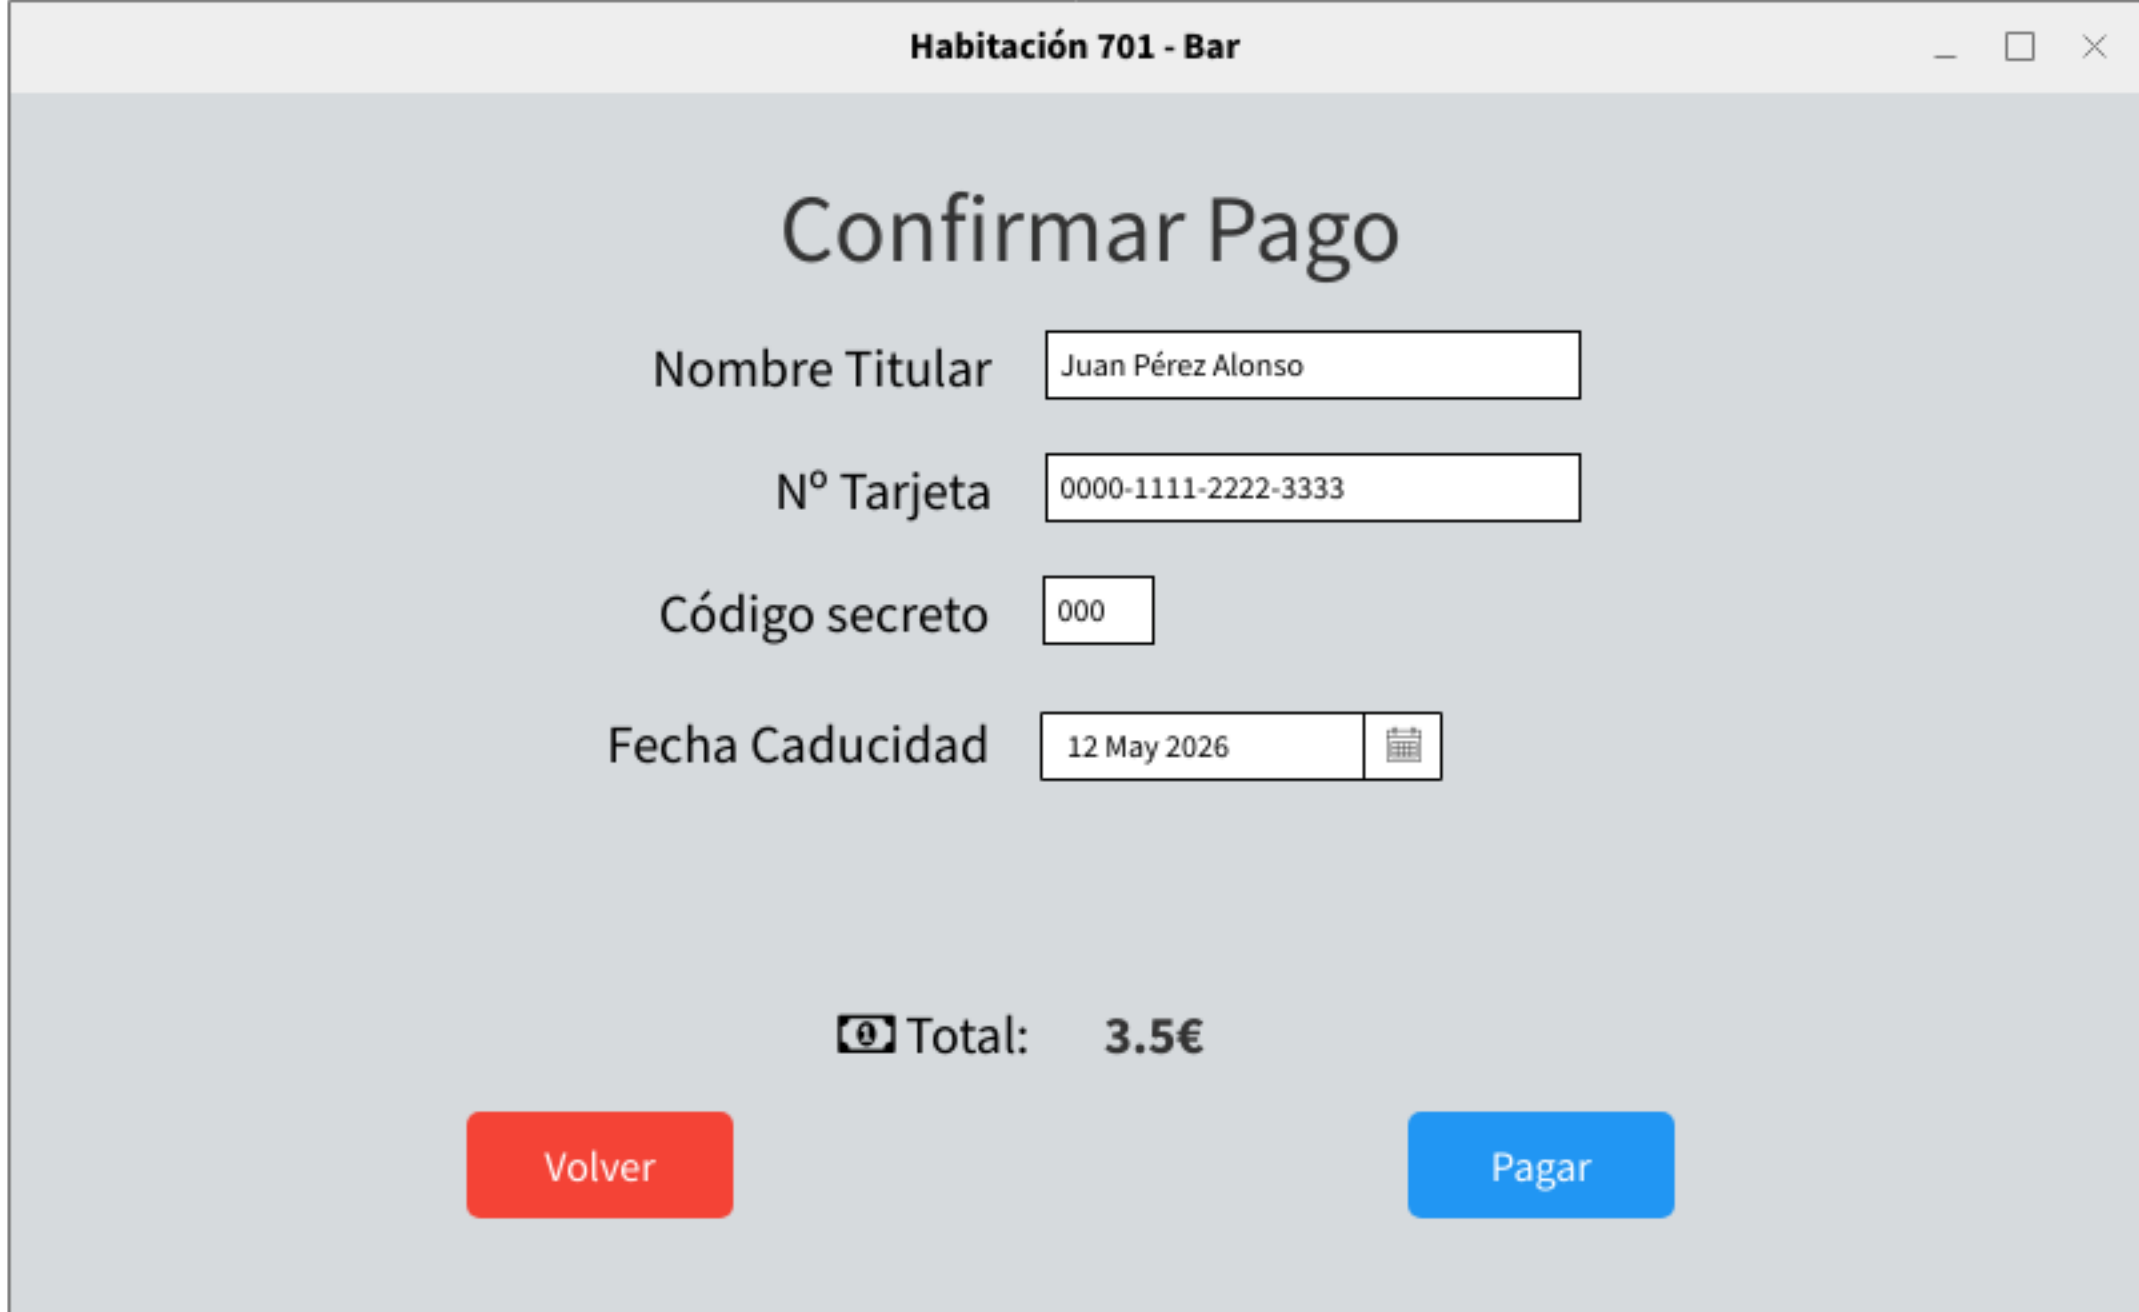 Habitación 701 - Bar
Confirmar Pago
Nombre Titular Juan Pérez Alonso
Nº Tarjeta 0000-1111-2222-3333
Código secreto 000
Fecha Caducidad 12 May 2026
Total: 3.5€
Volver Pagar